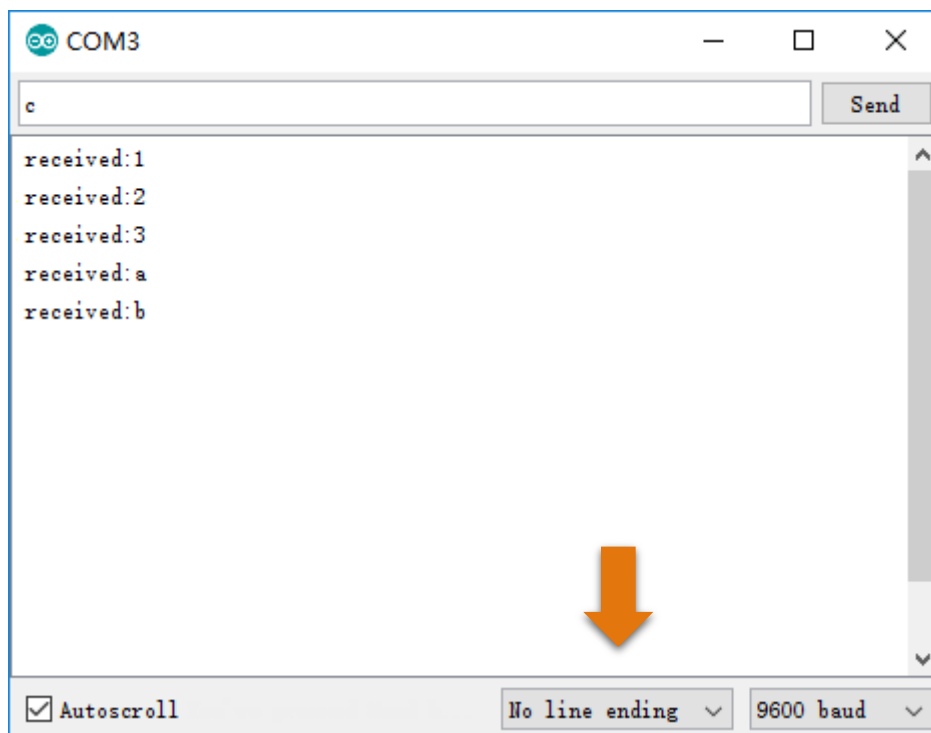 COM3
c
Send
received:1
received:2
received:3
received:a
received:b
Autoscroll
No line ending
9600 baud